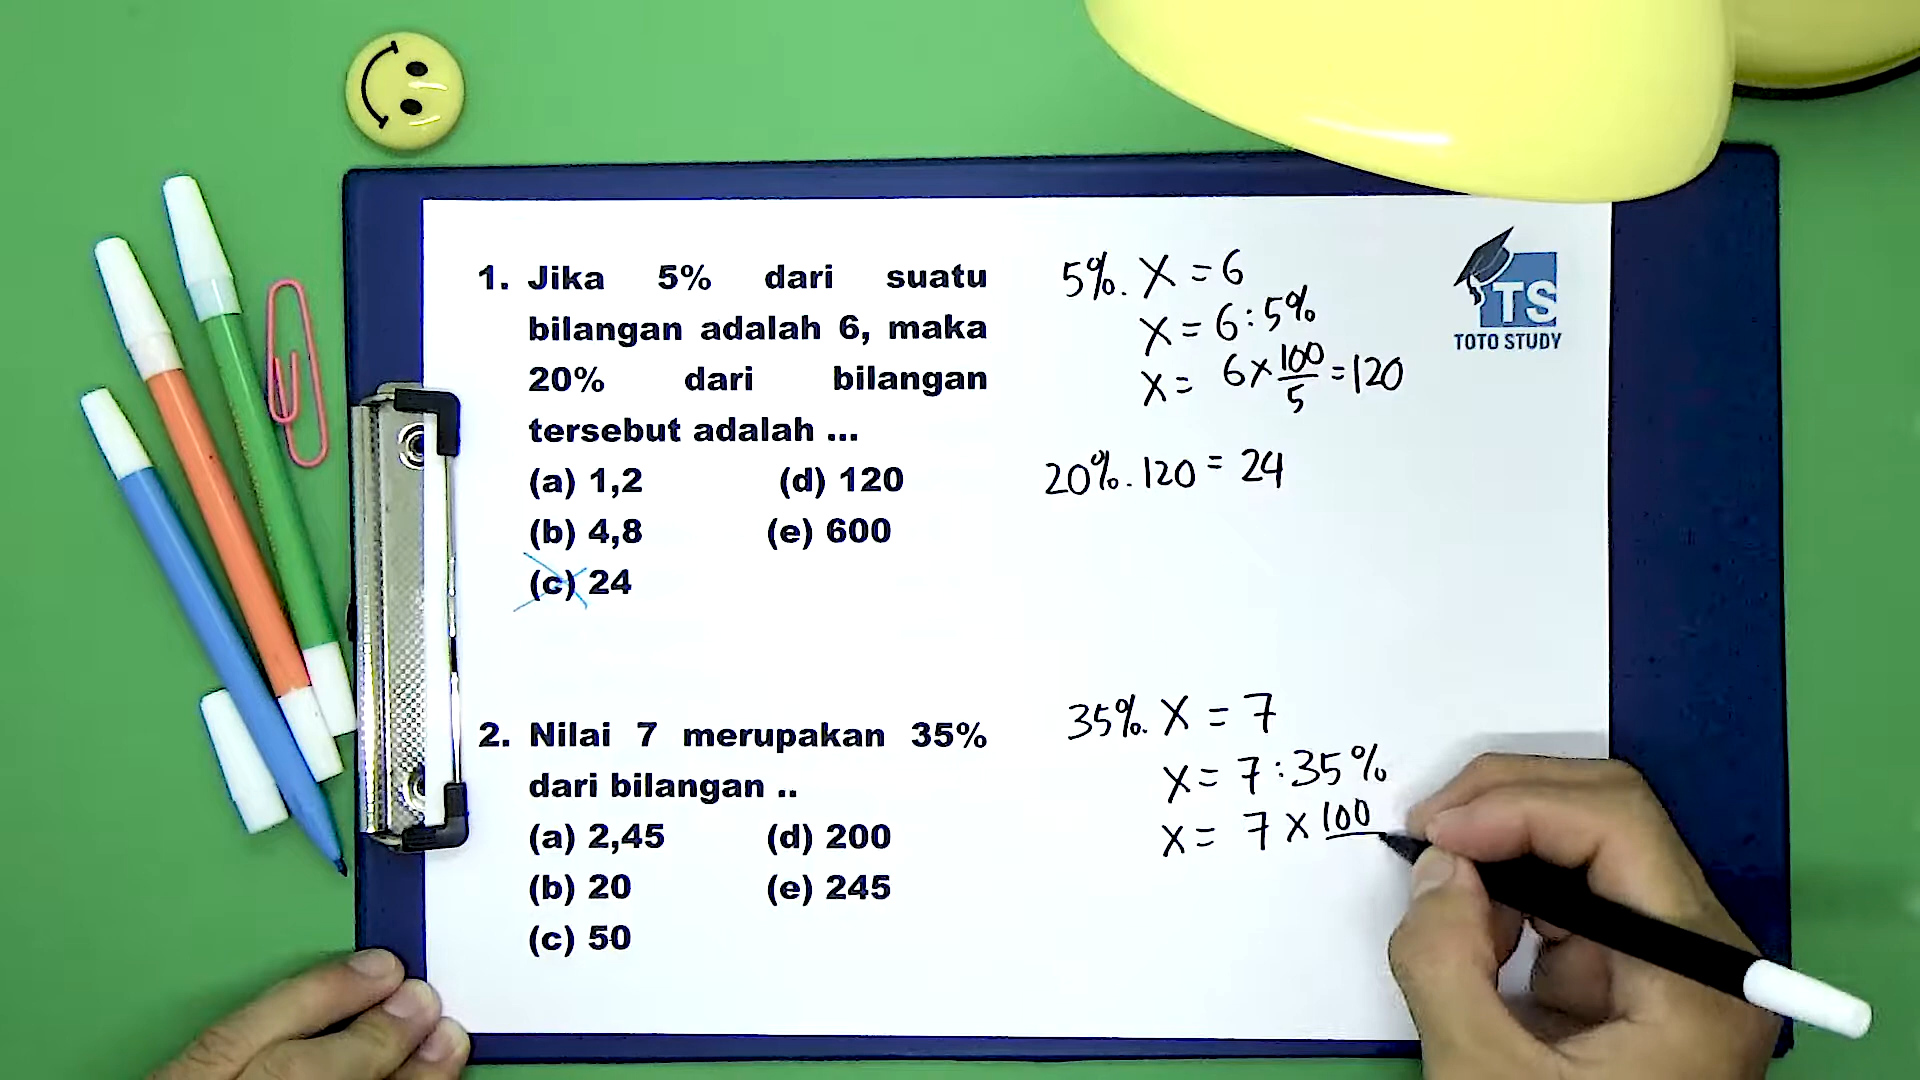 1. Jika 5% dari suatu
bilangan adalah 6, maka
20% dari bilangan
tersebut adalah ...
(a) 1,2 (d) 120
(b) 4,8 (e) 600
(c) 24
5%. x = 6
x = 6 : 5%
x = 6 x 100/5 = 120
20%. 120 = 24
TS
TOTO STUDY
2. Nilai 7 merupakan 35%
dari bilangan ..
(a) 2,45 (d) 200
(b) 20 (e) 245
(c) 50
35%. x = 7
x = 7 : 35%
x = 7 x 100